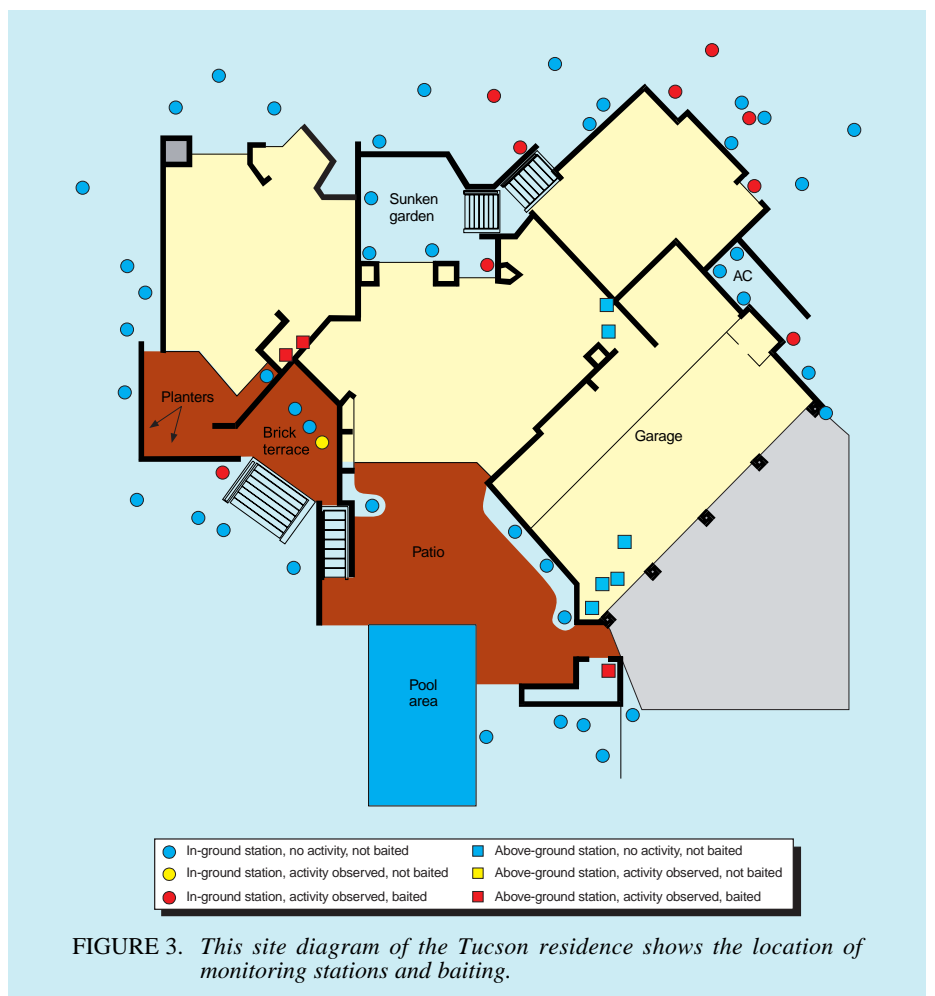 Sunken
garden
AC
Planters
Brick
terrace
Garage
Patio
Pool
area
In-ground station, no activity, not baited
Above-ground station, no activity, not baited
In-ground station, activity observed, not baited
Above-ground station, activity observed, not baited
In-ground station, activity observed, baited
Above-ground station, activity observed, baited
FIGURE 3. This site diagram of the Tucson residence shows the location of
monitoring stations and baiting.